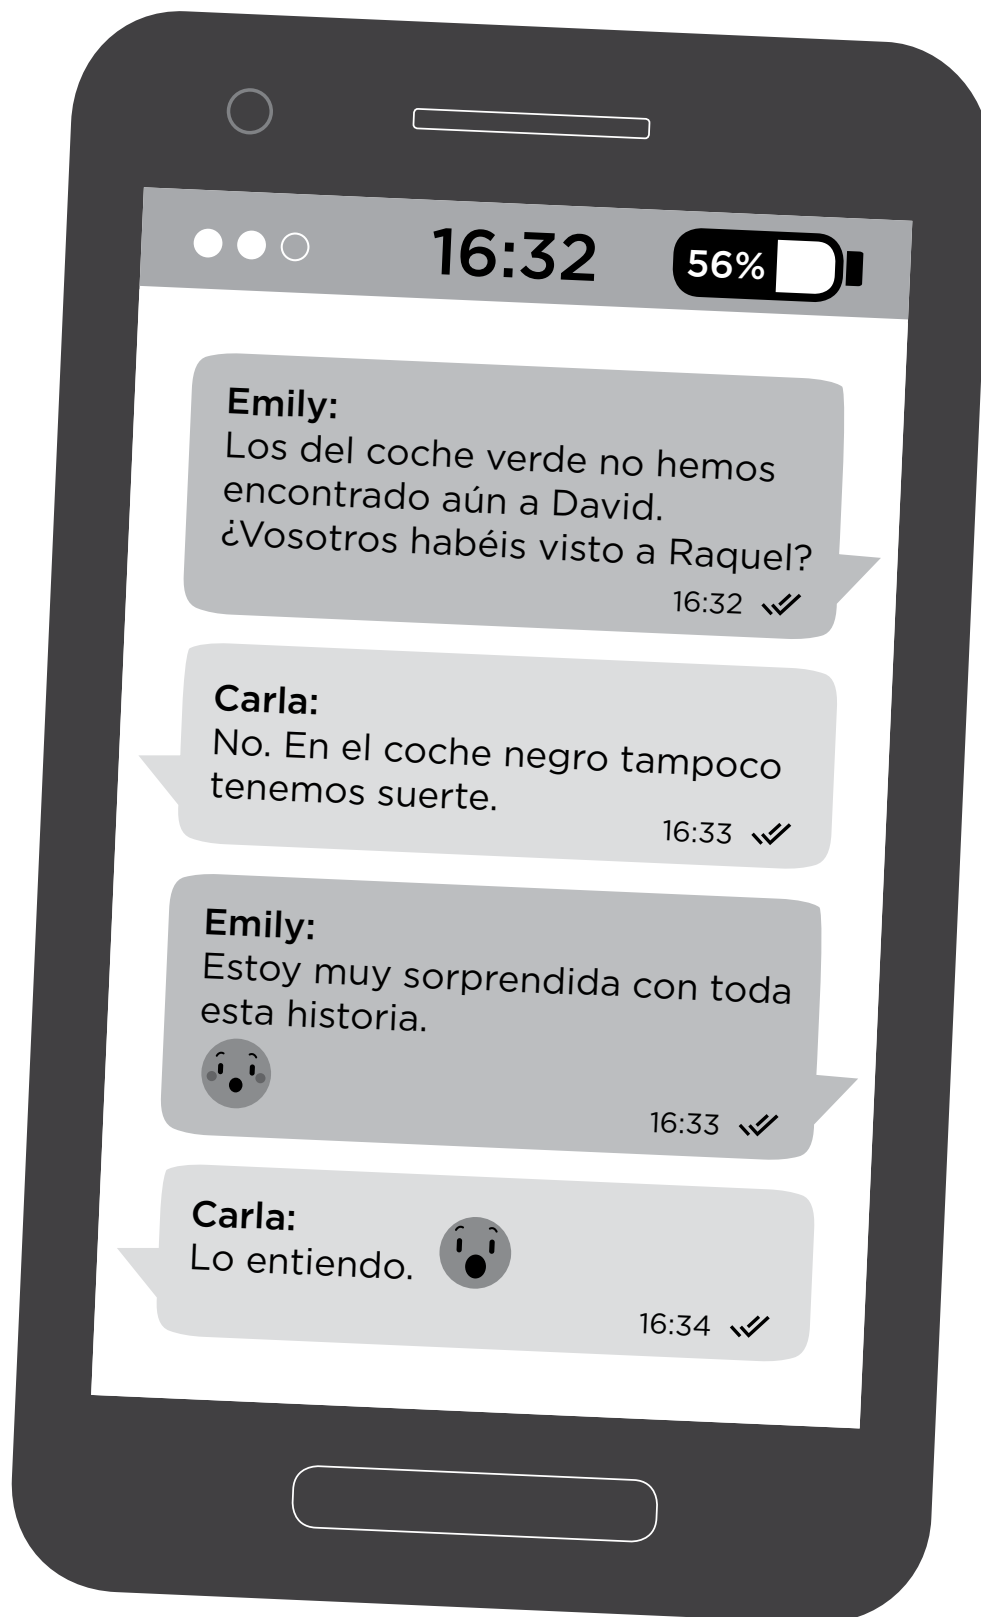 16:32
56%
Emily:
Los del coche verde no hemos
encontrado aún a David.
¿Vosotros habéis visto a Raquel?
16:32
Carla:
No. En el coche negro tampoco
tenemos suerte.
16:33
Emily:
Estoy muy sorprendida con toda
esta historia.
16:33
Carla:
Lo entiendo.
16:34